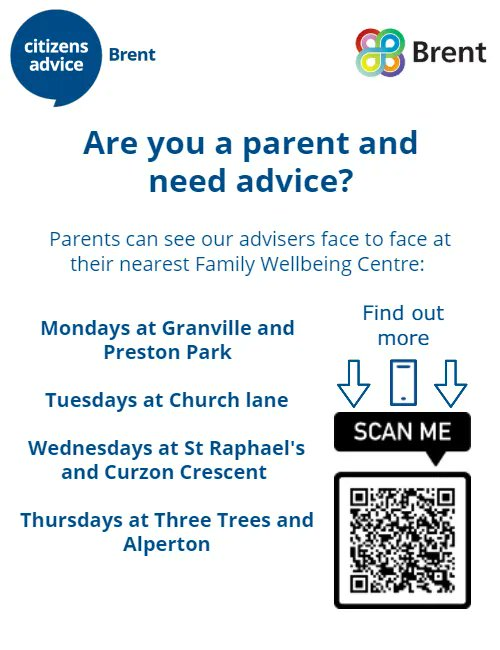 citizens
advice
Brent
Brent
Are you a parent and
need advice?
Parents can see our advisers face to face at
their nearest Family Wellbeing Centre:
Mondays at Granville and
Preston Park
Tuesdays at Church lane
Wednesdays at St Raphael's
and Curzon Crescent
Thursdays at Three Trees and
Alperton
Find out
more
SCAN ME